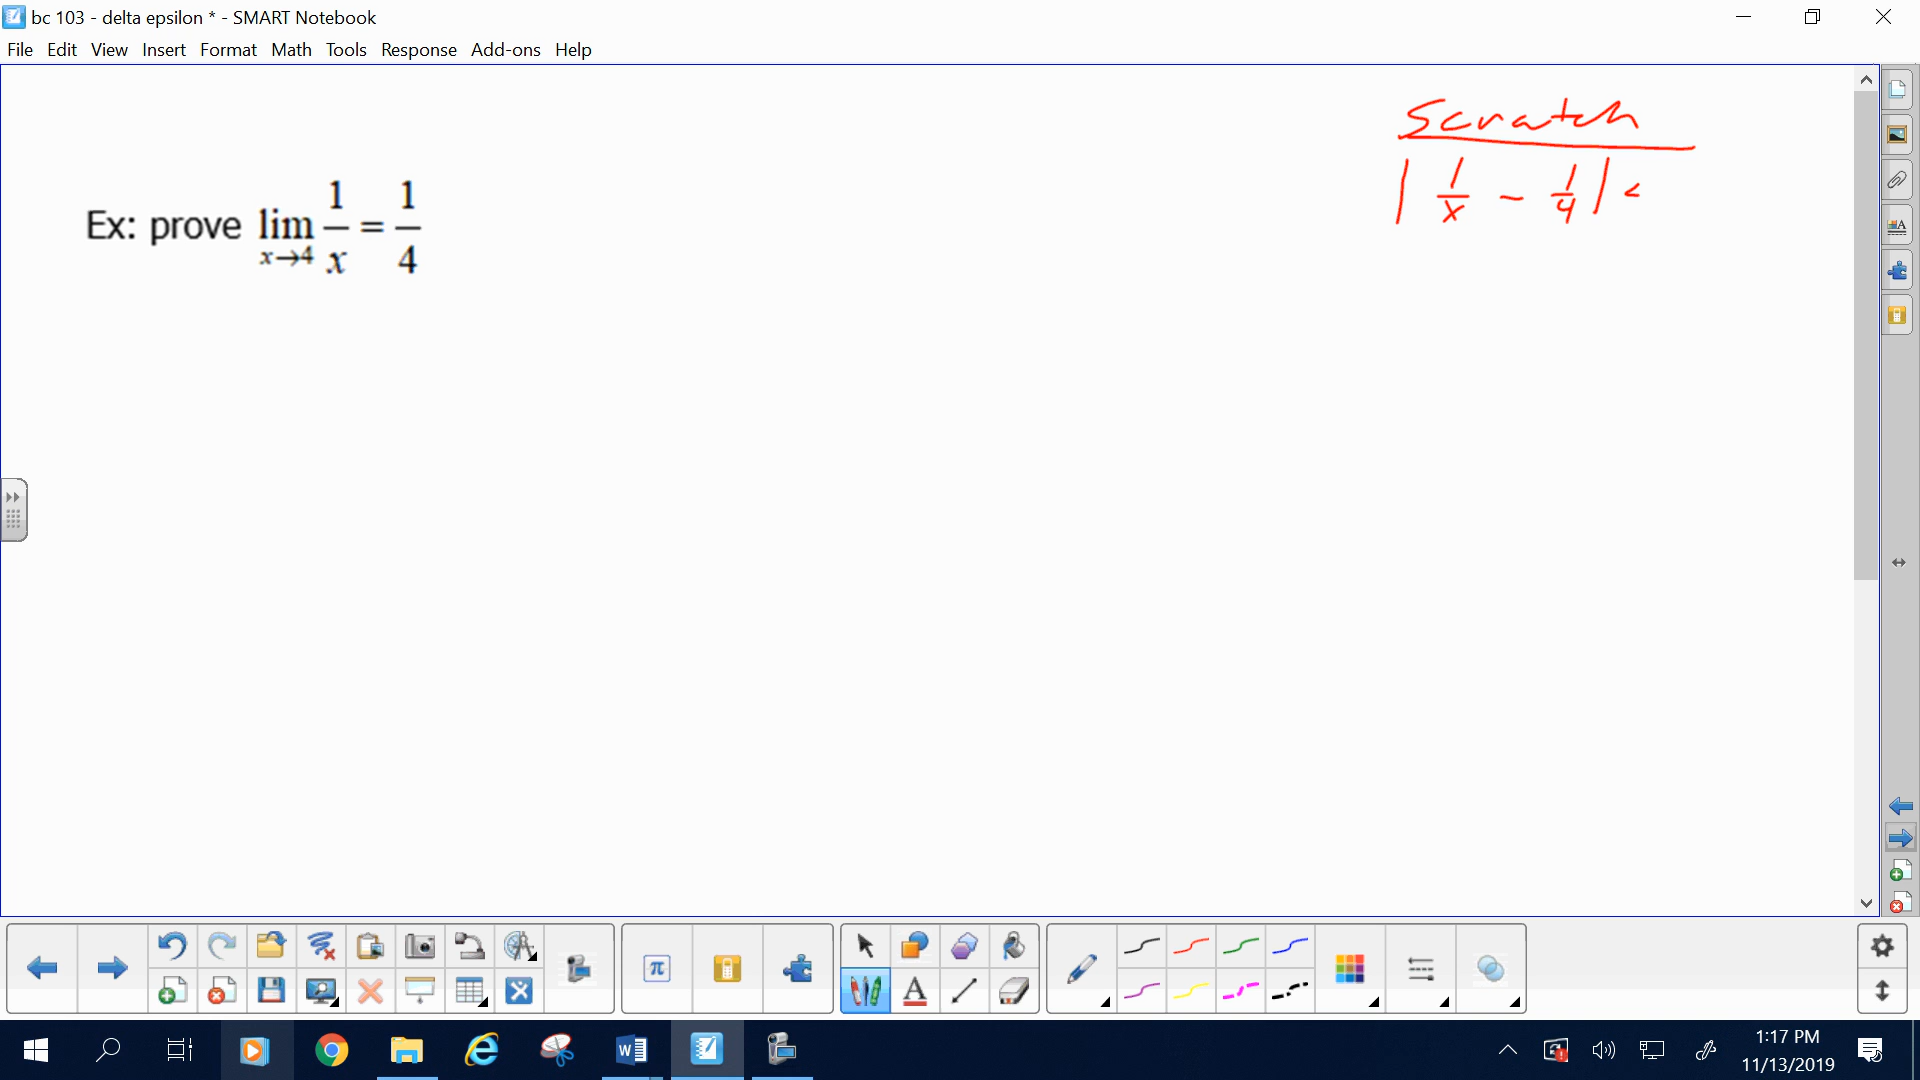 bc 103 - delta epsilon * - SMART Notebook
File Edit View Insert Format Math Tools Response Add-ons Help
Scratch
| 1/x - 1/4 | <
Ex: prove lim x→4 1/x = 1/4
π
A
1:17 PM
11/13/2019